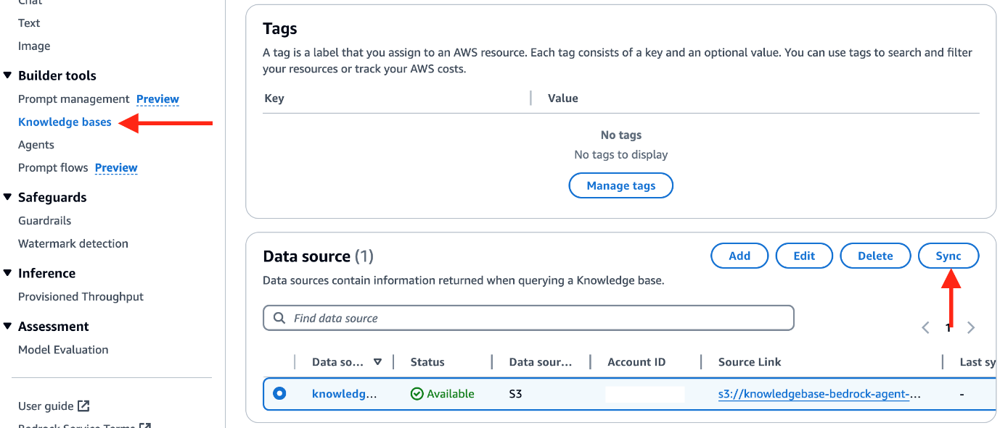 Chat
Text
Image
Builder tools
Prompt management Preview
Knowledge bases
Agents
Prompt flows Preview
Safeguards
Guardrails
Watermark detection
Inference
Provisioned Throughput
Assessment
Model Evaluation
User guide
Bedrock Service Terms
Tags
A tag is a label that you assign to an AWS resource. Each tag consists of a key and an optional value. You can use tags to search and filter
your resources or track your AWS costs.
Key Value
No tags
No tags to display
Manage tags
Data source (1)
Add Edit Delete Sync
Data sources contain information returned when querying a Knowledge base.
Find data source
1
Data so... Status Data sour... Account ID Source Link Last sy
knowledg... Available S3 s3://knowledgebase-bedrock-agent-... -